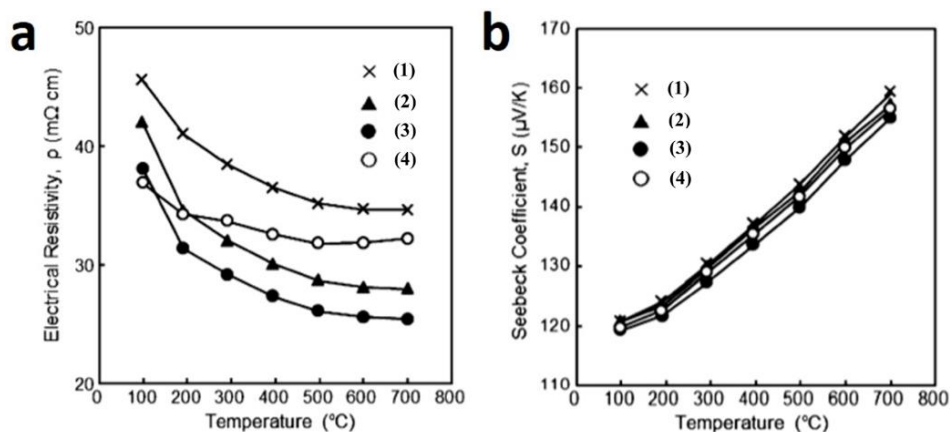 a
50
40
30
20
0 100 200 300 400 500 600 700 800
Electrical Resistivity, ρ (mΩ cm)
Temperature (ºC)
(1)
(2)
(3)
(4)
b
160
150
140
130
120
110
0 100 200 300 400 500 600 700 800
Seebeck Coefficient, S (μV/K)
Temperature (ºC)
(1)
(2)
(3)
(4)